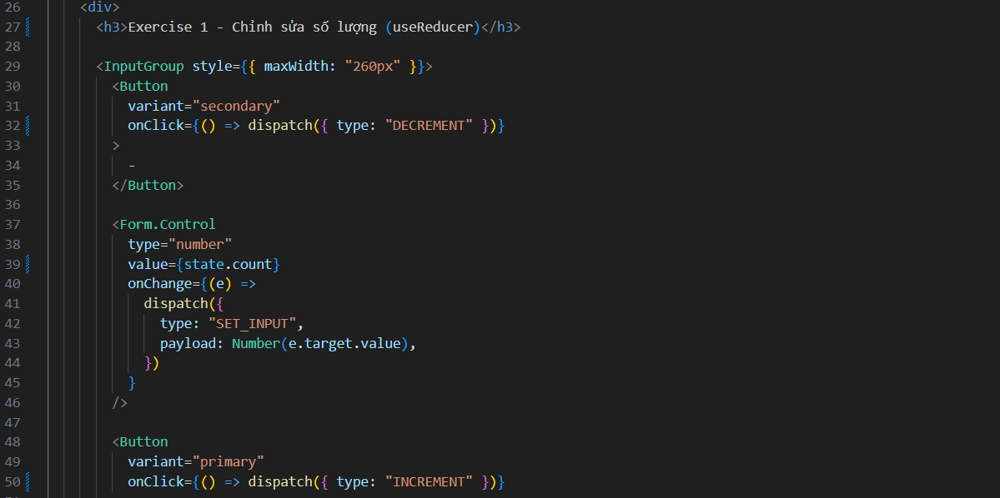 26 <div>
27 <h3>Exercise 1 - Chỉnh sửa số lượng (useReducer)</h3>
28
29 <InputGroup style={{ maxWidth: "260px" }}>
30 <Button
31 variant="secondary"
32 onClick={() => dispatch({ type: "DECREMENT" })}
33 >
34 -
35 </Button>
36
37 <Form.Control
38 type="number"
39 value={state.count}
40 onChange={(e) =>
41 dispatch({
42 type: "SET_INPUT",
43 payload: Number(e.target.value),
44 })
45 }
46 />
47
48 <Button
49 variant="primary"
50 onClick={() => dispatch({ type: "INCREMENT" })}